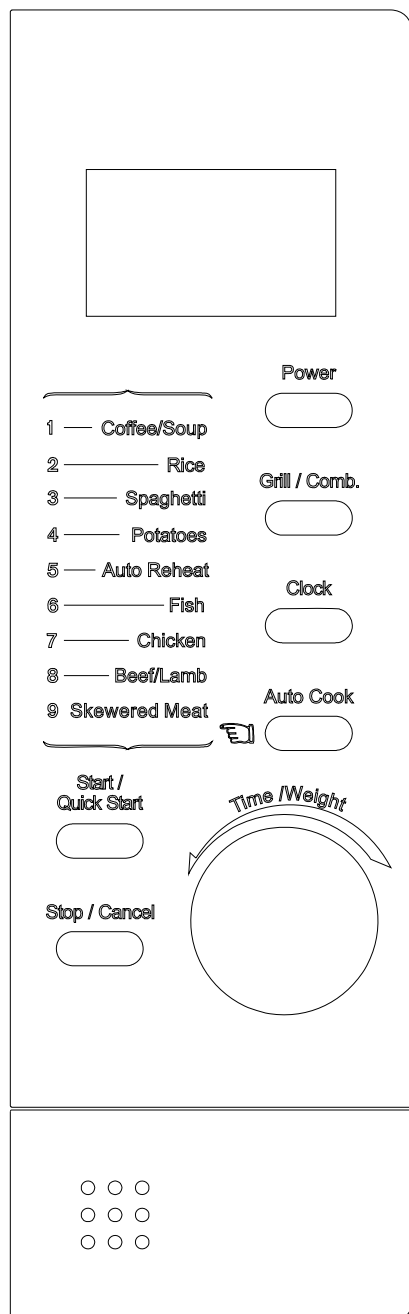 Power
1 Coffee/Soup
2 Rice
3 Spaghetti
4 Potatoes
5 Auto Reheat
6 Fish
7 Chicken
8 Beef/Lamb
9 Skewered Meat
Grill / Comb.
Clock
Auto Cook
Start /
Quick Start
Time /Weight
Stop / Cancel